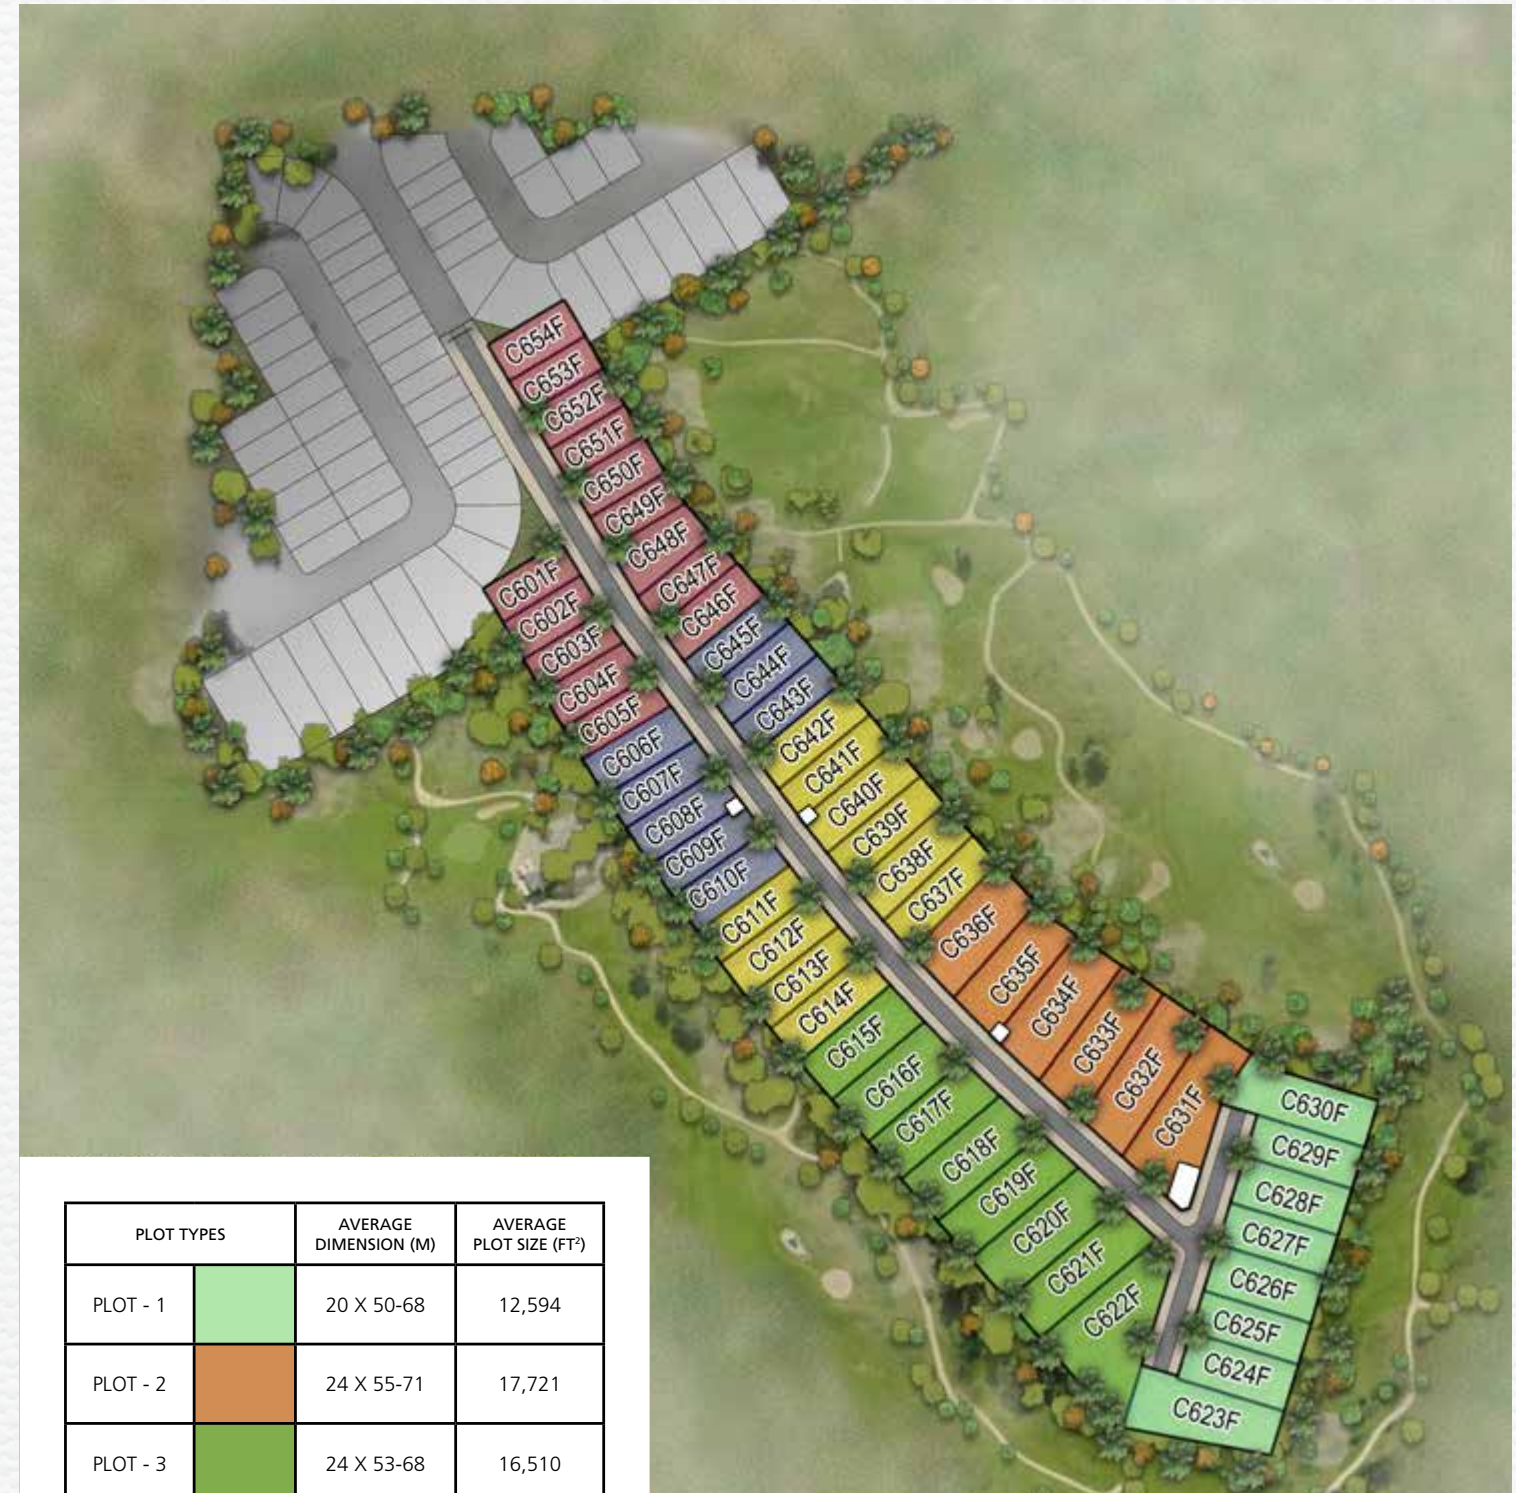 C654F
C653F
C652F
C651F
C650F
C649F
C648F
C647F
C646F
C645F
C644F
C643F
C642F
C641F
C640F
C639F
C638F
C637F
C636F
C635F
C634F
C633F
C632F
C631F
C630F
C629F
C628F
C627F
C626F
C625F
C624F
C623F
C601F
C602F
C603F
C604F
C605F
C606F
C607F
C608F
C609F
C610F
C611F
C612F
C613F
C614F
C615F
C616F
C617F
C618F
C619F
C620F
C621F
C622F
PLOT TYPES
AVERAGE
DIMENSION (M)
AVERAGE
PLOT SIZE (FT²)
PLOT - 1
20 X 50-68
12,594
PLOT - 2
24 X 55-71
17,721
PLOT - 3
24 X 53-68
16,510